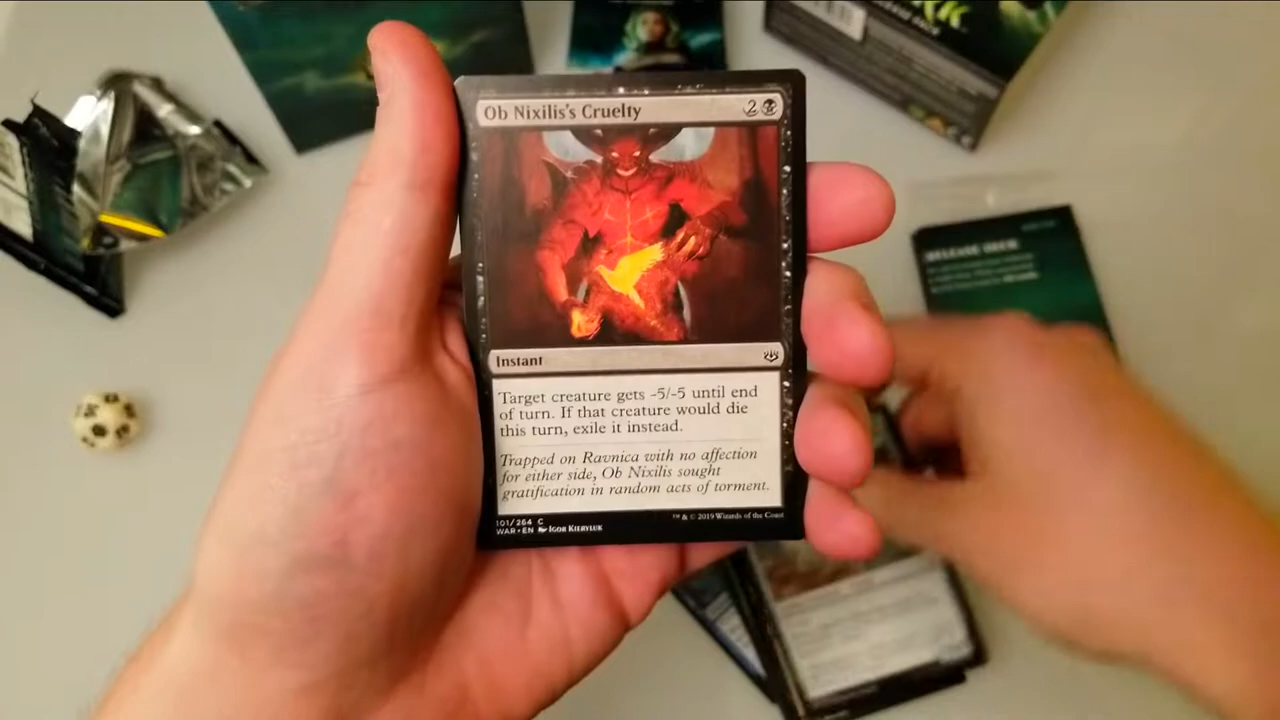 Ob Nixilis's Cruelty 2
Instant
Target creature gets -5/-5 until end
of turn. If that creature would die
this turn, exile it instead.
Trapped on Ravnica with no affection
for either side, Ob Nixilis sought
gratification in random acts of torment.
101/264 C
WAR • EN Igor Kieryluk
™ & © 2019 Wizards of the Coast
RELEASE DECK